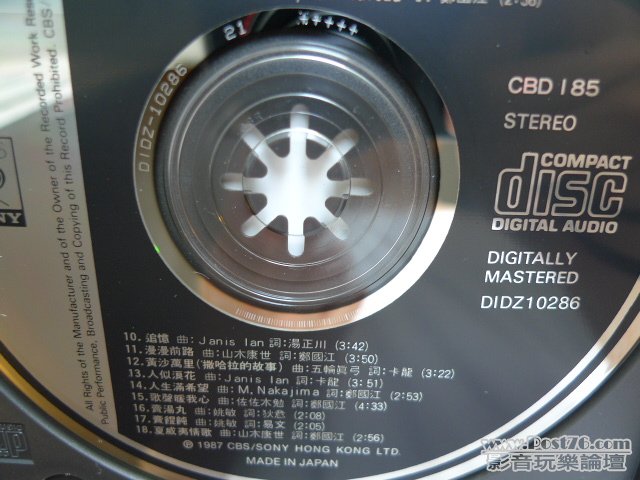 鄭國江 (2:56)
21 *****
DIDZ-10286
CBD 185
STEREO
COMPACT
disc
DIGITAL AUDIO
DIGITALLY
MASTERED
DIDZ10286
All Rights of the Manufacturer and of the Owner of the Recorded Work Res
Public Performance, Broadcasting and Copying of this Record Prohibited. CBS/
10. 追憶 曲: Janis Ian 詞:湯正川 (3:42)
11. 漫漫前路 曲:山木康世 詞:鄭國江 (3:50)
12. 黃沙萬里(撒哈拉的故事) 曲:五輪真弓 詞:卡龍 (3:22)
13. 人似浪花 曲:Janis Ian 詞:卡龍 (3:51)
14. 人生滿希望 曲:M. Nakajima 詞:鄭國江 (2:53)
15. 歌聲暖我心 曲:佐佐木勉 詞:鄭國江 (4:33)
16. 賣湯丸 曲:姚敏 詞:狄意 (2:08)
17. 賣餛飩 曲:姚敏 詞:易文 (2:05)
18. 夏威夷情歌 曲:山木康世 詞:鄭國江 (2:56)
℗ 1987 CBS/SONY HONG KONG LTD.
MADE IN JAPAN
www.Post76.com
影音玩樂論壇